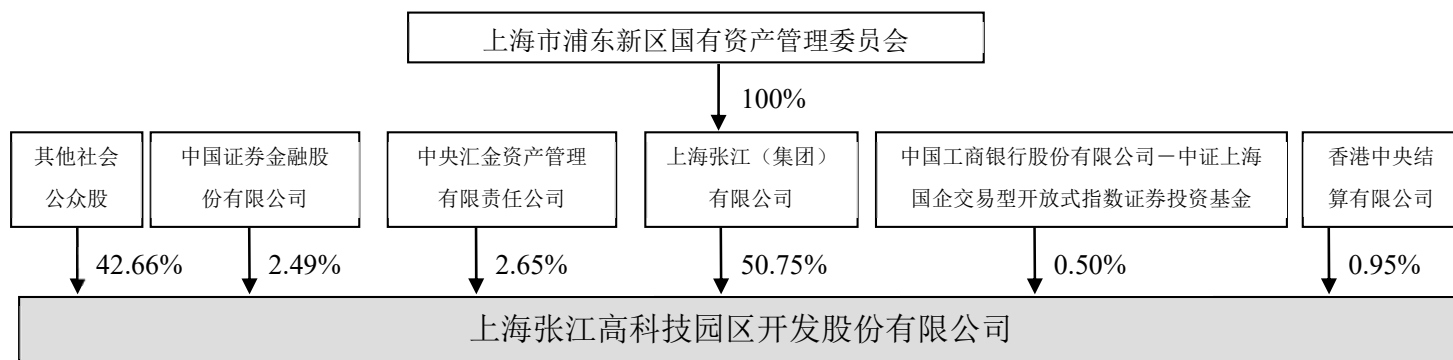 上海市浦东新区国有资产管理委员会
100%
其他社会
公众股
中国证券金融股
份有限公司
中央汇金资产管理
有限责任公司
上海张江（集团）
有限公司
中国工商银行股份有限公司－中证上海
国企交易型开放式指数证券投资基金
香港中央结
算有限公司
42.66%
2.49%
2.65%
50.75%
0.50%
0.95%
上海张江高科技园区开发股份有限公司